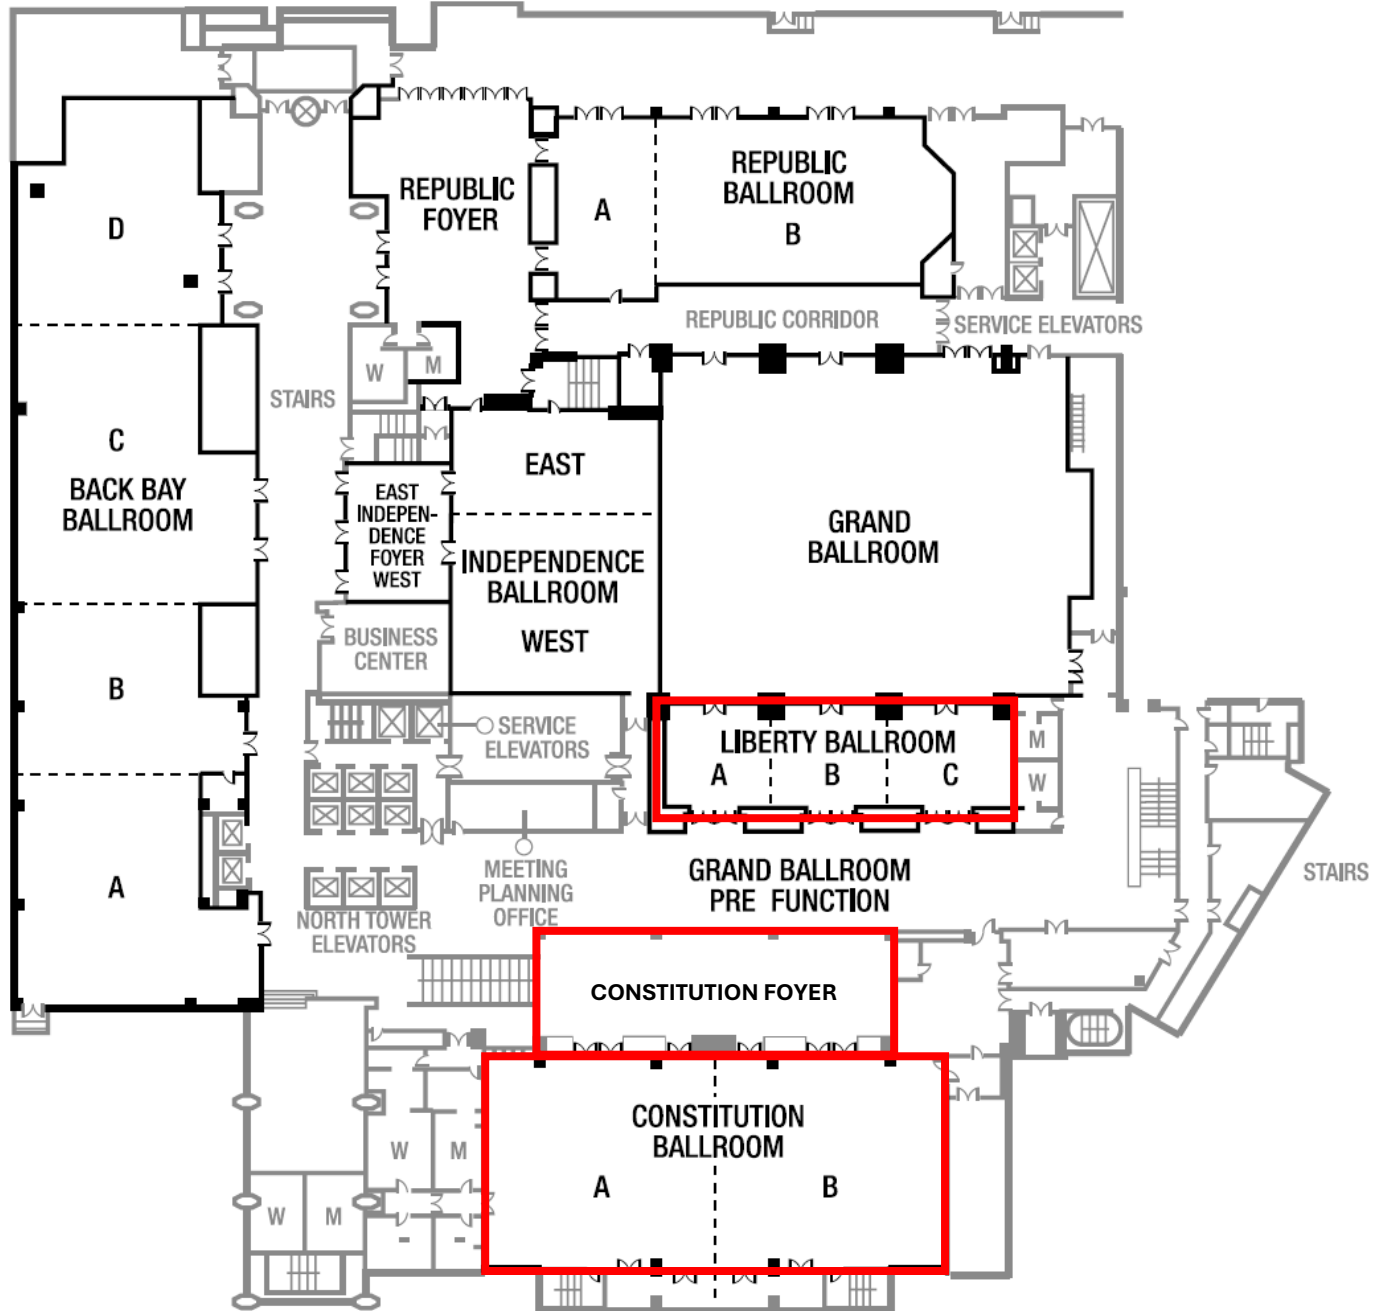 REPUBLIC
FOYER
A
REPUBLIC
BALLROOM
B
D
REPUBLIC CORRIDOR
SERVICE ELEVATORS
W
M
STAIRS
C
BACK BAY
BALLROOM
EAST
INDEPEN-
DENCE
FOYER
WEST
EAST
INDEPENDENCE
BALLROOM
WEST
GRAND
BALLROOM
BUSINESS
CENTER
B
SERVICE
ELEVATORS
LIBERTY BALLROOM
A
B
C
M
W
A
MEETING
PLANNING
OFFICE
GRAND BALLROOM
PRE FUNCTION
STAIRS
NORTH TOWER
ELEVATORS
CONSTITUTION FOYER
CONSTITUTION
BALLROOM
A
B
W
M
W
M